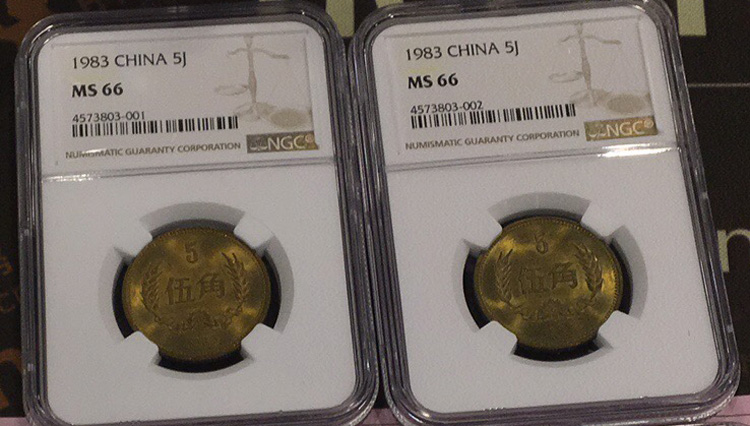 1983 CHINA 5J
MS 66
4573803-001
NGC
NUMISMATIC GUARANTY CORPORATION
5
伍角
1983 CHINA 5J
MS 66
4573803-002
NGC
NUMISMATIC GUARANTY CORPORATION
5
伍角